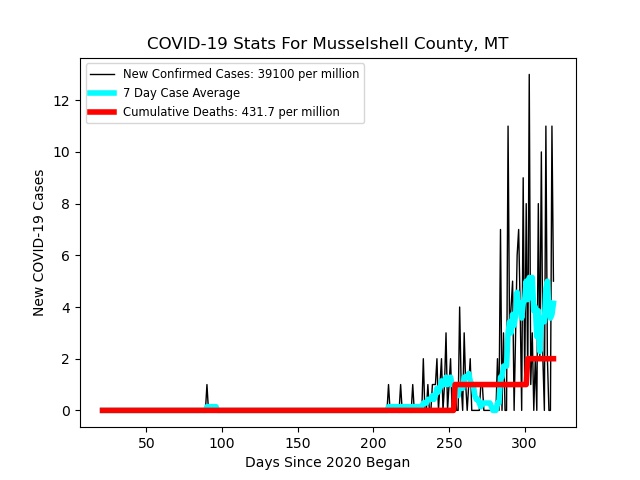 COVID-19 Stats For Musselshell County, MT
New Confirmed Cases: 39100 per million
7 Day Case Average
Cumulative Deaths: 431.7 per million
New COVID-19 Cases
12
10
8
6
4
2
0
50 100 150 200 250 300
Days Since 2020 Began